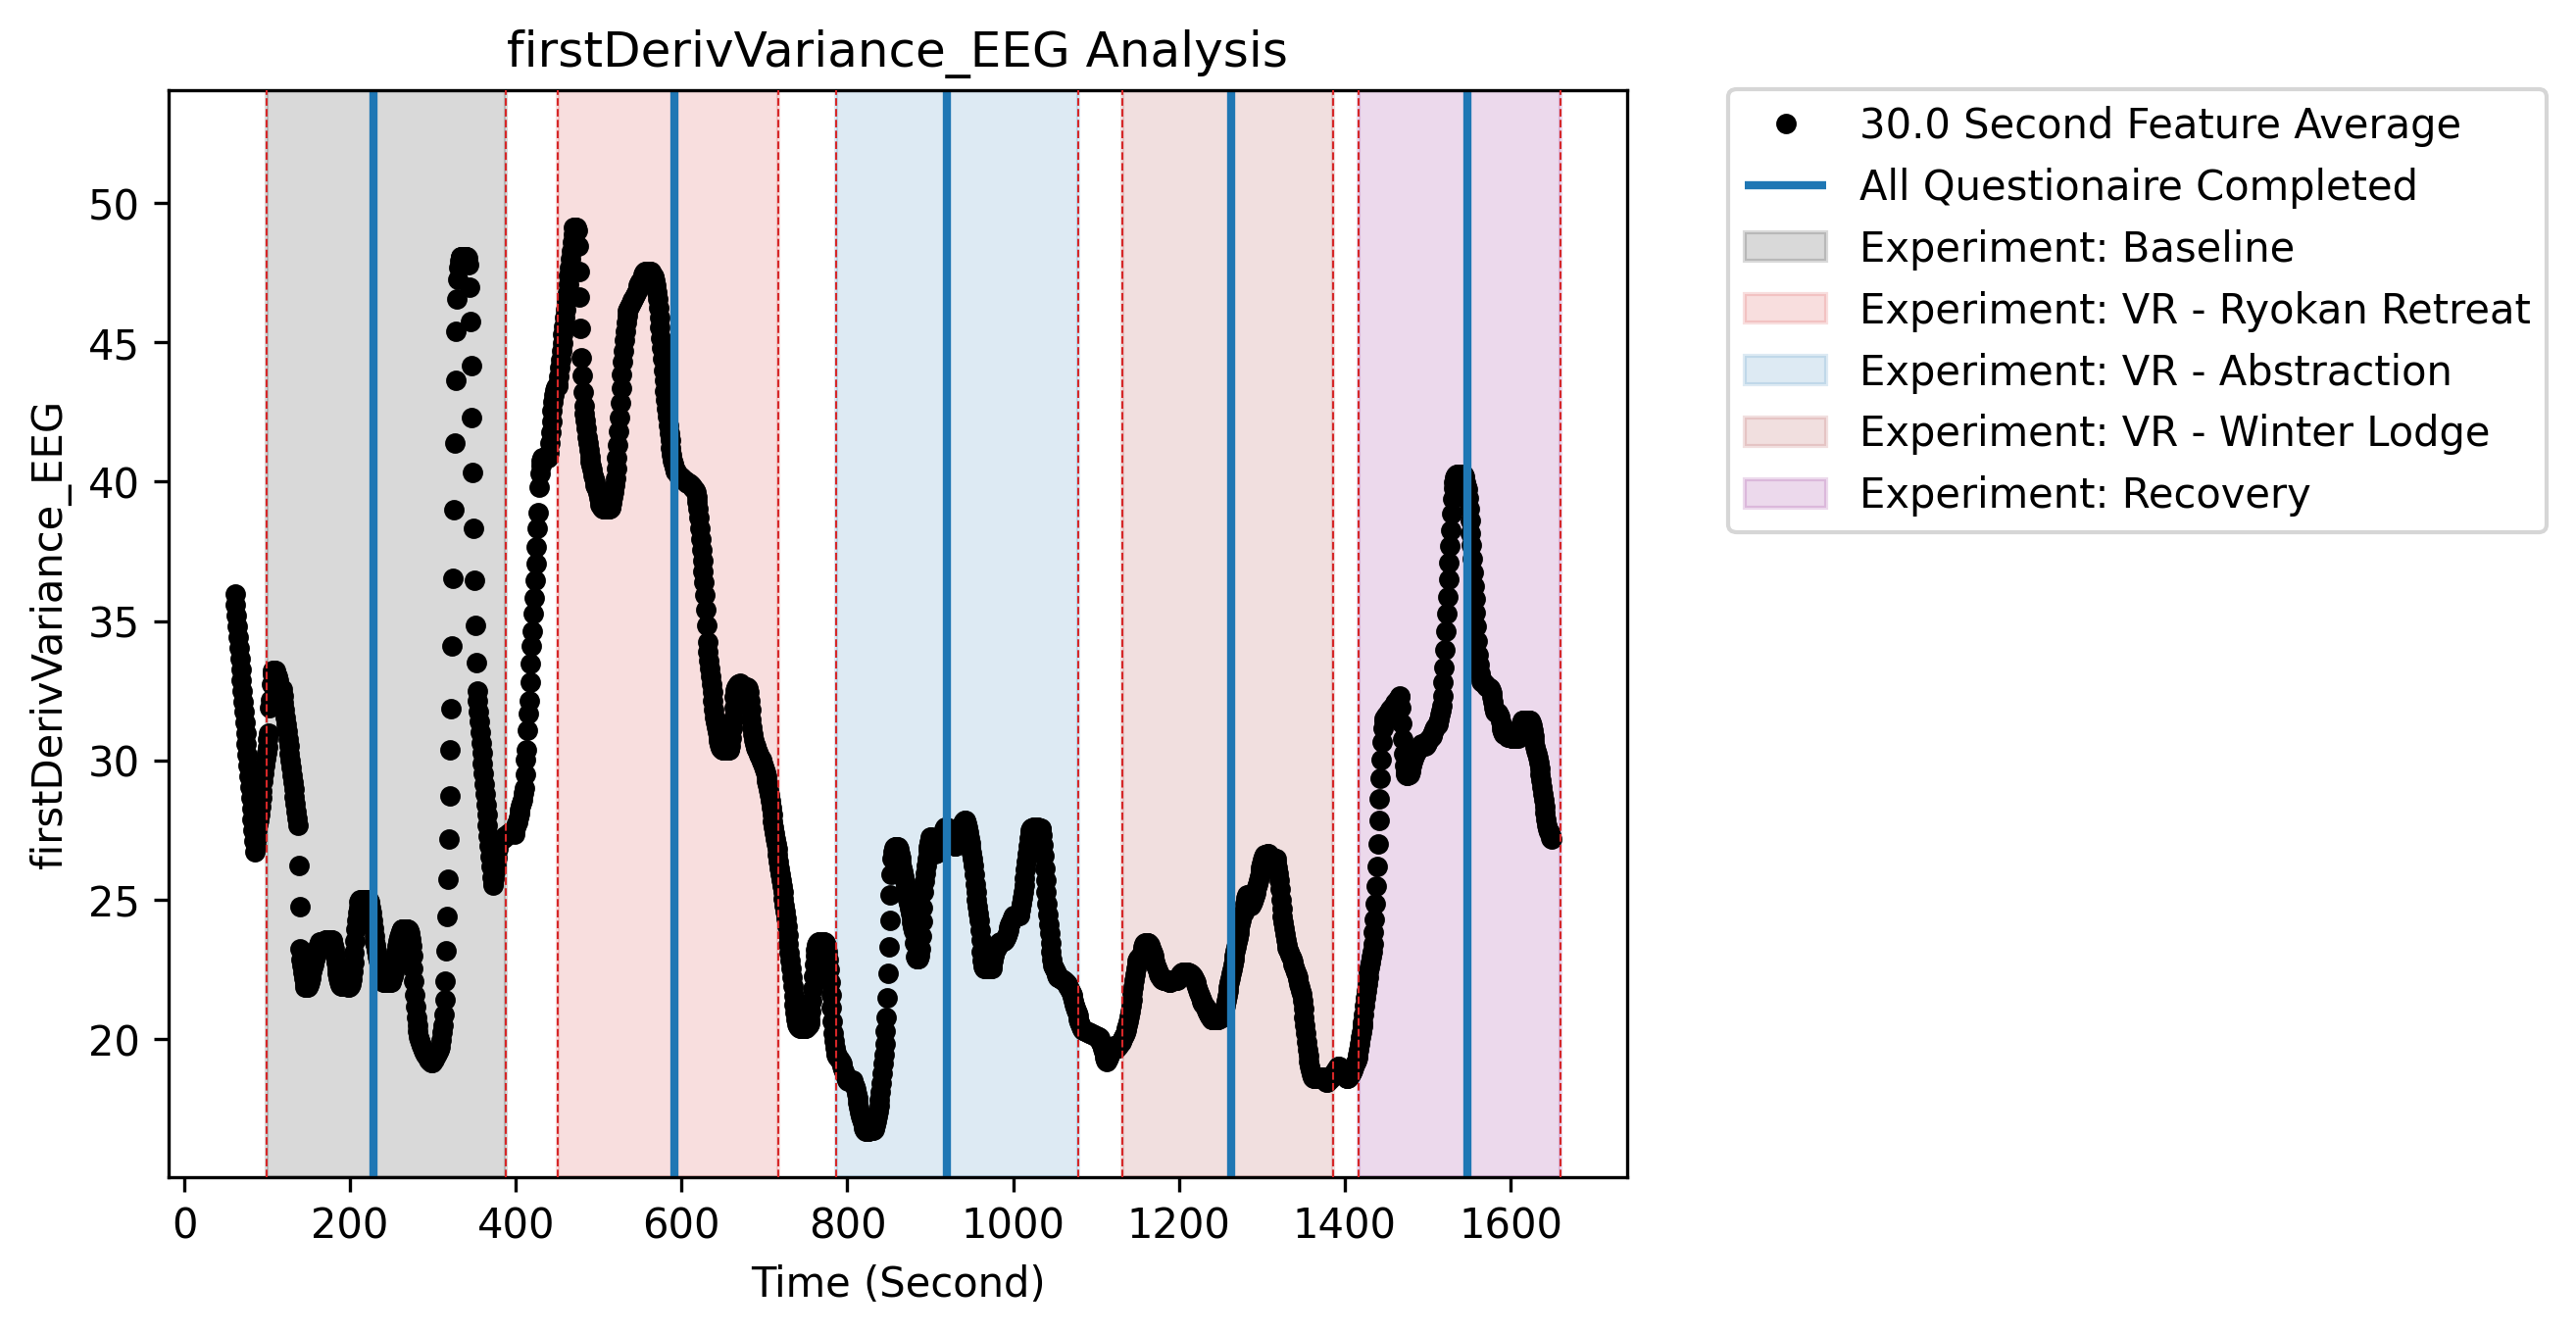 firstDerivVariance_EEG Analysis
firstDerivVariance_EEG
50
45
40
35
30
25
20
0 200 400 600 800 1000 1200 1400 1600
Time (Second)
30.0 Second Feature Average
All Questionaire Completed
Experiment: Baseline
Experiment: VR - Ryokan Retreat
Experiment: VR - Abstraction
Experiment: VR - Winter Lodge
Experiment: Recovery